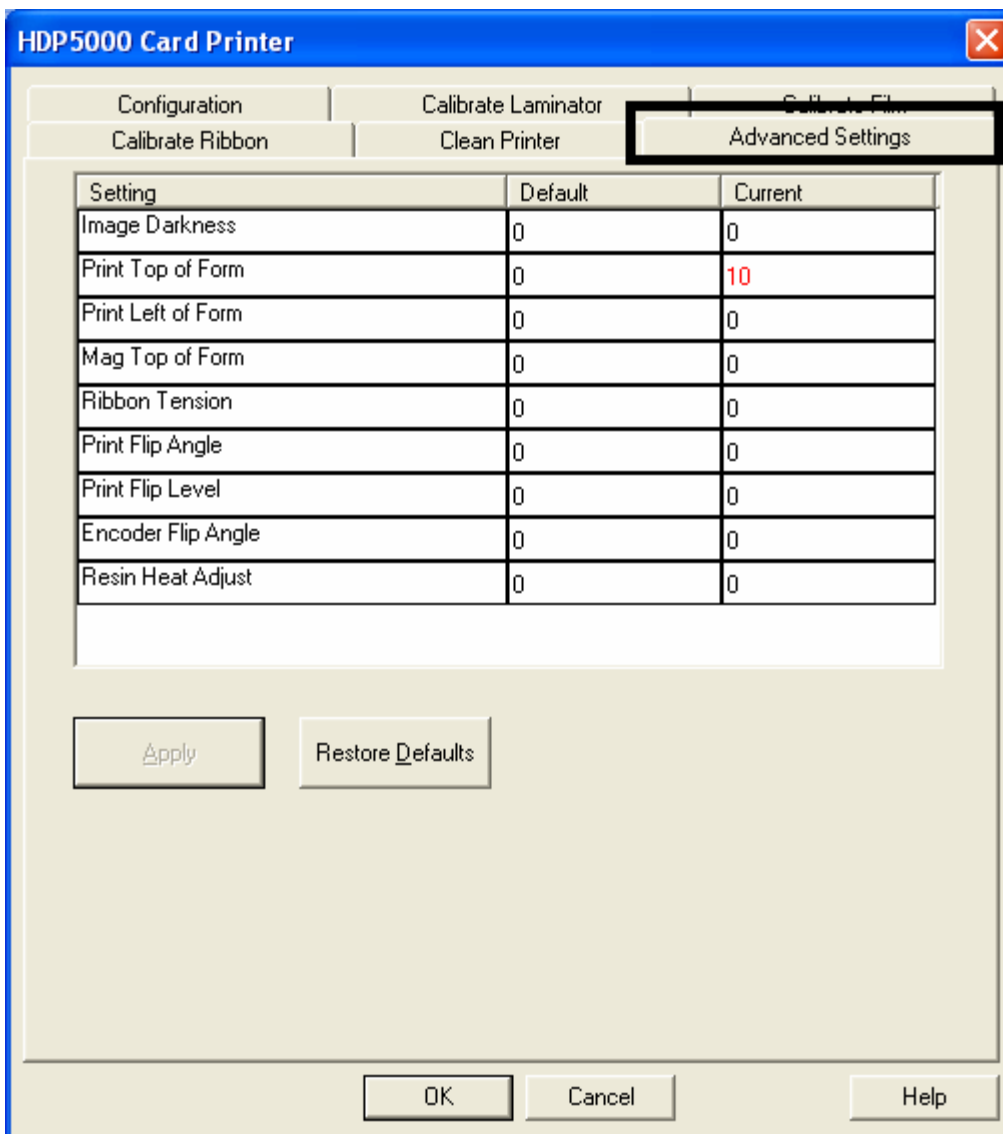 HDP5000 Card Printer
Configuration Calibrate Laminator Calibrate Film
Calibrate Ribbon Clean Printer Advanced Settings
Setting Default Current
Image Darkness 0 0
Print Top of Form 0 10
Print Left of Form 0 0
Mag Top of Form 0 0
Ribbon Tension 0 0
Print Flip Angle 0 0
Print Flip Level 0 0
Encoder Flip Angle 0 0
Resin Heat Adjust 0 0
Apply Restore Defaults
OK Cancel Help